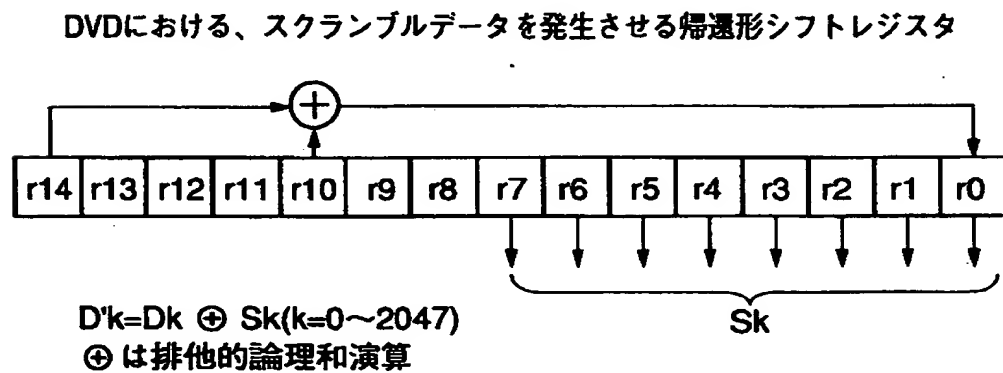 DVDにおける、スクランブルデータを発生させる帰還形シフトレジスタ
r14 r13 r12 r11 r10 r9 r8 r7 r6 r5 r4 r3 r2 r1 r0
Sk
D'k=Dk ⊕ Sk(k=0～2047)
⊕ は排他的論理和演算